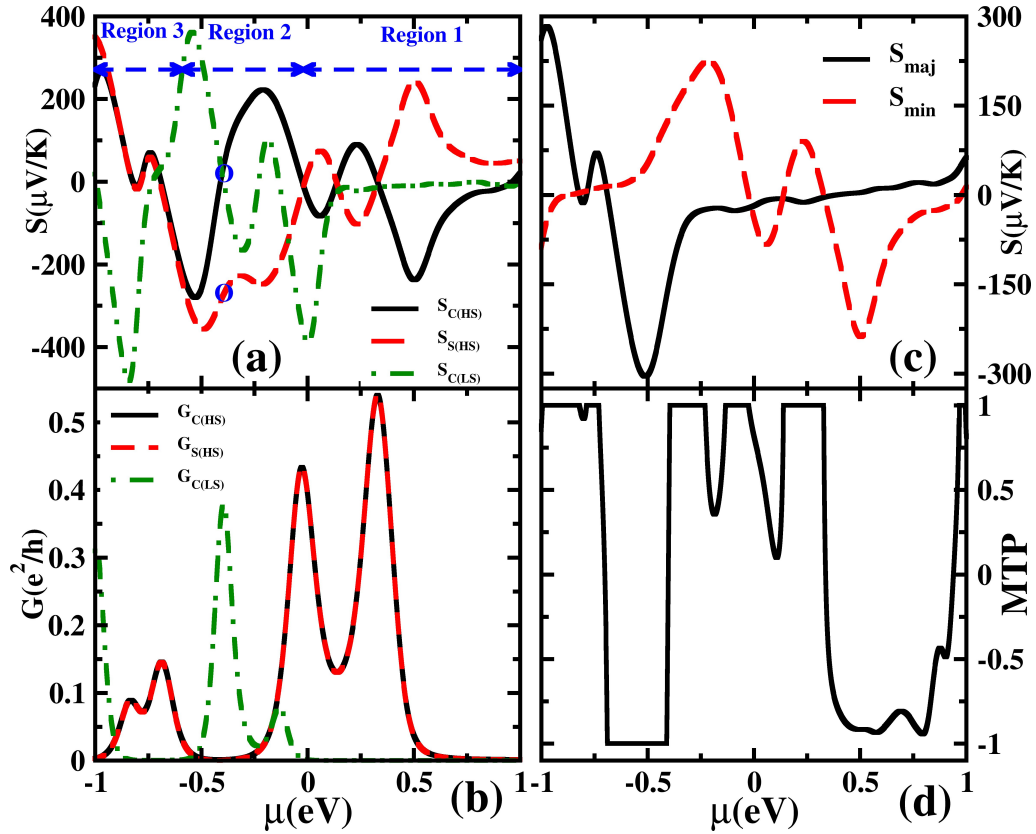 400
200
0
-200
-400
S(μV/K)
Region 3
Region 2
Region 1
S_C(HS)
S_S(HS)
S_C(LS)
(a)
300
150
0
-150
-300
S(μV/K)
S_maj
S_min
(c)
0.5
0.4
0.3
0.2
0.1
0
G(e²/h)
G_C(HS)
G_S(HS)
G_C(LS)
-1
-0.5
0
0.5
1
μ(eV)
(b)
1
0.5
0
-0.5
-1
MTP
-1
-0.5
0
0.5
1
μ(eV)
(d)